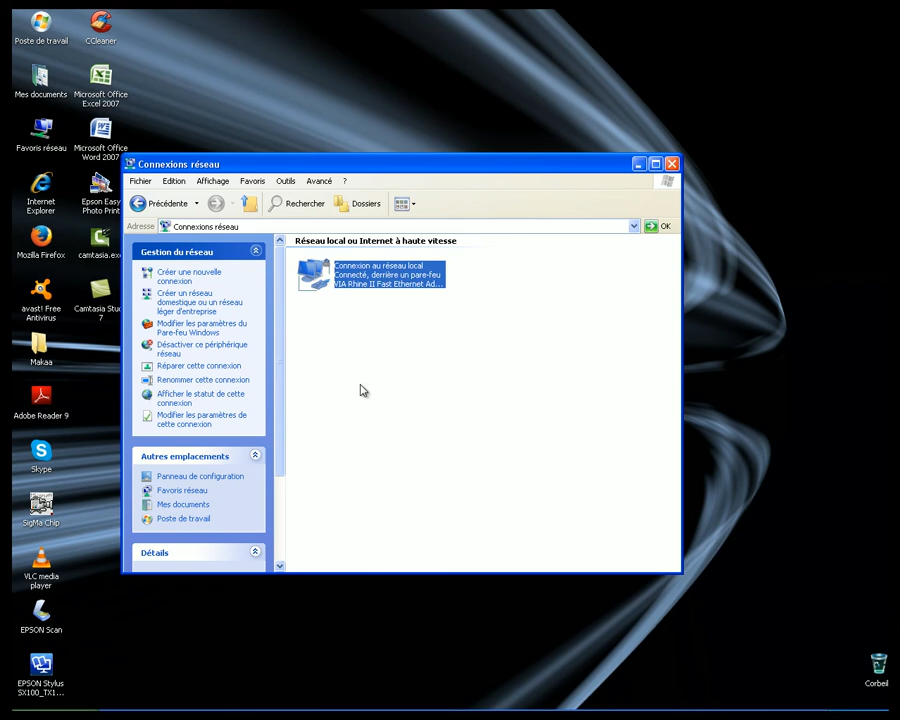 Poste de travail
CCleaner
Mes documents
Microsoft Office
Excel 2007
Favoris réseau
Microsoft Office
Word 2007
Internet
Explorer
Epson Easy
Photo Print
Mozilla Firefox
camtasia.exe
avast! Free
Antivirus
Camtasia Stu
7
Makaa
Adobe Reader 9
Skype
SigMa Chip
VLC media
player
EPSON Scan
EPSON Stylus
SX100_TX1...
Connexions réseau
Fichier Edition Affichage Favoris Outils Avancé ?
Précédente Rechercher Dossiers
Adresse Connexions réseau OK
Gestion du réseau
Créer une nouvelle
connexion
Créer un réseau
domestique ou un réseau
léger d'entreprise
Modifier les paramètres du
Pare-feu Windows
Désactiver ce périphérique
réseau
Réparer cette connexion
Renommer cette connexion
Afficher le statut de cette
connexion
Modifier les paramètres de
cette connexion
Autres emplacements
Panneau de configuration
Favoris réseau
Mes documents
Poste de travail
Détails
Réseau local ou Internet à haute vitesse
Connexion au réseau local
Connecté, derrière un pare-feu
VIA Rhine II Fast Ethernet Ad...
Corbeil